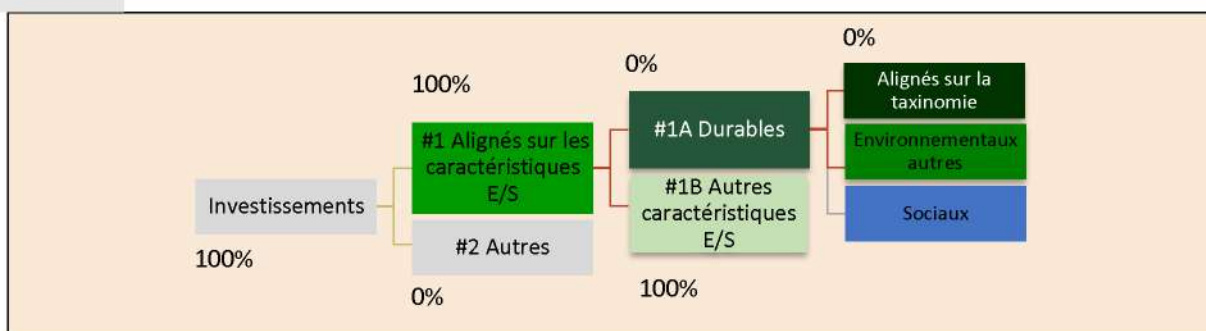 0%
Alignés sur la
taxinomie
0%
100%
#1A Durables
Environnementaux
autres
#1 Alignés sur les
caractéristiques
E/S
#1B Autres
caractéristiques
E/S
Sociaux
Investissements
#2 Autres
100%
0%
100%